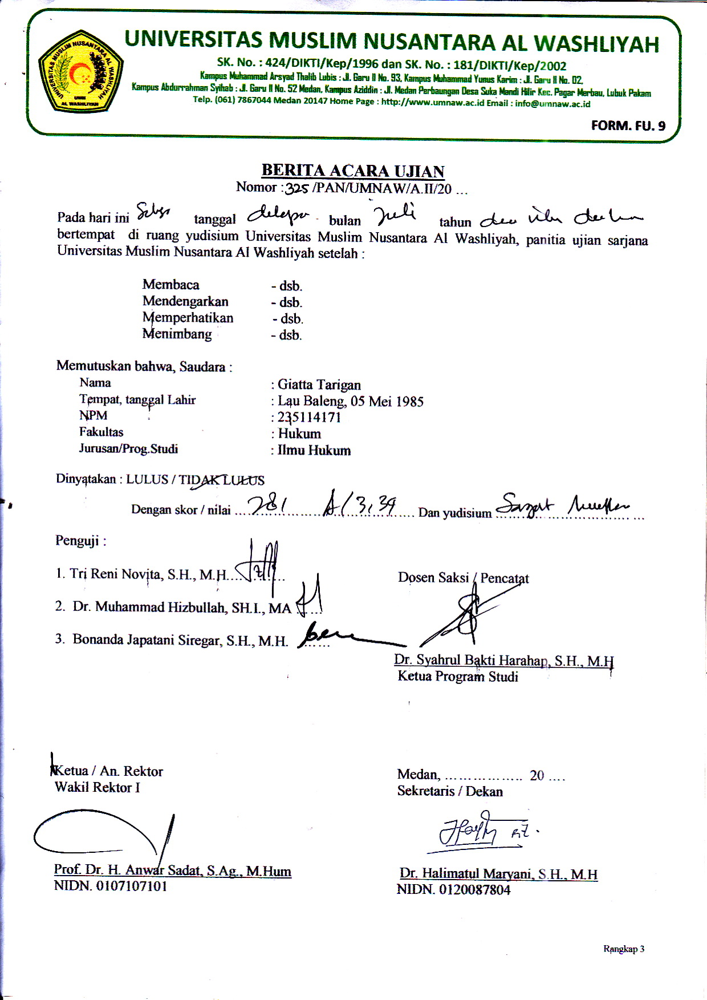 UNIVERSITAS MUSLIM NUSANTARA AL WASHLIYAH
UNMN
AL WASHLIYAH
SK. No. : 424/DIKTI/Kep/1996 dan SK. No. : 181/DIKTI/Kep/2002
Kampus Muhammad Arsyad Thalib Lubis : Jl. Garu II No. 93, Kampus Muhammad Yunus Karim : Jl. Garu II No. 02,
Kampus Abdurrahman Syihab : Jl. Garu II No. 52 Medan, Kampus Aziddin : Jl. Medan Perbaungan Desa Suka Mandi Hilir Kec. Pagar Merbau, Lubuk Pakam
Telp. (061) 7867044 Medan 20147 Home Page : http://www.umnaw.ac.id Email : info@umnaw.ac.id
FORM. FU. 9
BERITA ACARA UJIAN
Nomor : 325 /PAN/UMNAW/A.II/20 ...
Pada hari ini tanggal delapan bulan Juli tahun dua ribu
bertempat di ruang yudisium Universitas Muslim Nusantara Al Washliyah, panitia ujian sarjana
Universitas Muslim Nusantara Al Washliyah setelah :
Membaca - dsb.
Mendengarkan - dsb.
Memperhatikan - dsb.
Menimbang - dsb.
Memutuskan bahwa, Saudara :
Nama : Giatta Tarigan
Tempat, tanggal Lahir : Lau Baleng, 05 Mei 1985
NPM : 235114171
Fakultas : Hukum
Jurusan/Prog.Studi : Ilmu Hukum
Dinyatakan : LULUS / TIDAK LULUS
Dengan skor / nilai .... 281 ........ A/3,39 .... Dan yudisium Sangat Memuaskan
Penguji :
1. Tri Reni Novita, S.H., M.H...........
Dosen Saksi / Pencatat
2. Dr. Muhammad Hizbullah, SH.I., MA ......
3. Bonanda Japatani Siregar, S.H., M.H. ......
Dr. Syahrul Bakti Harahap, S.H., M.H
Ketua Program Studi
Ketua / An. Rektor
Wakil Rektor I
Medan, ................. 20 ....
Sekretaris / Dekan
Prof. Dr. H. Anwar Sadat, S.Ag., M.Hum
NIDN. 0107107101
Dr. Halimatul Maryani, S.H., M.H
NIDN. 0120087804
Rangkap 3